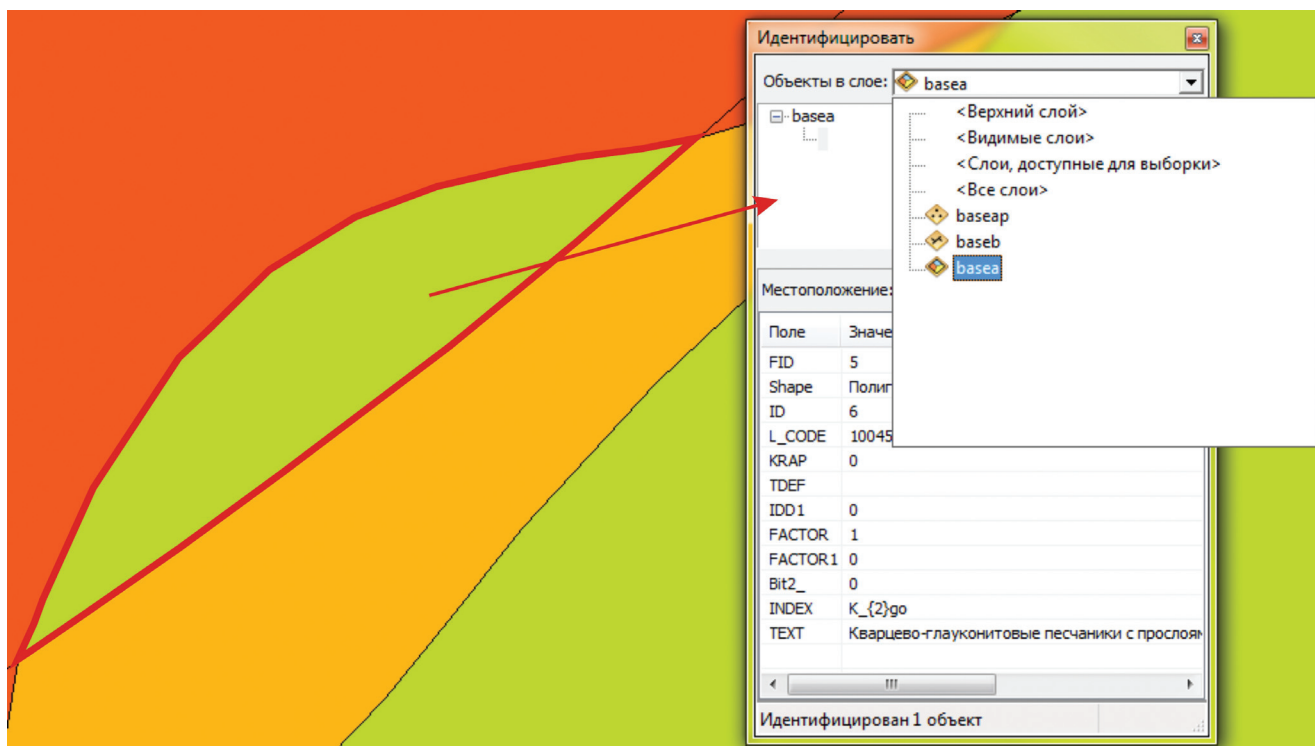 Идентифицировать
Объекты в слое: basea
basea
<Верхний слой>
<Видимые слои>
<Слои, доступные для выборки>
<Все слои>
baseap
baseb
basea
Местоположение:
Поле Значе
FID 5
Shape Полиг
ID 6
L_CODE 10045
KRAP 0
TDEF
IDD1 0
FACTOR 1
FACTOR1 0
Bit2_ 0
INDEX K_{2}go
TEXT Кварцево-глауконитовые песчаники с прослоям
Идентифицирован 1 объект